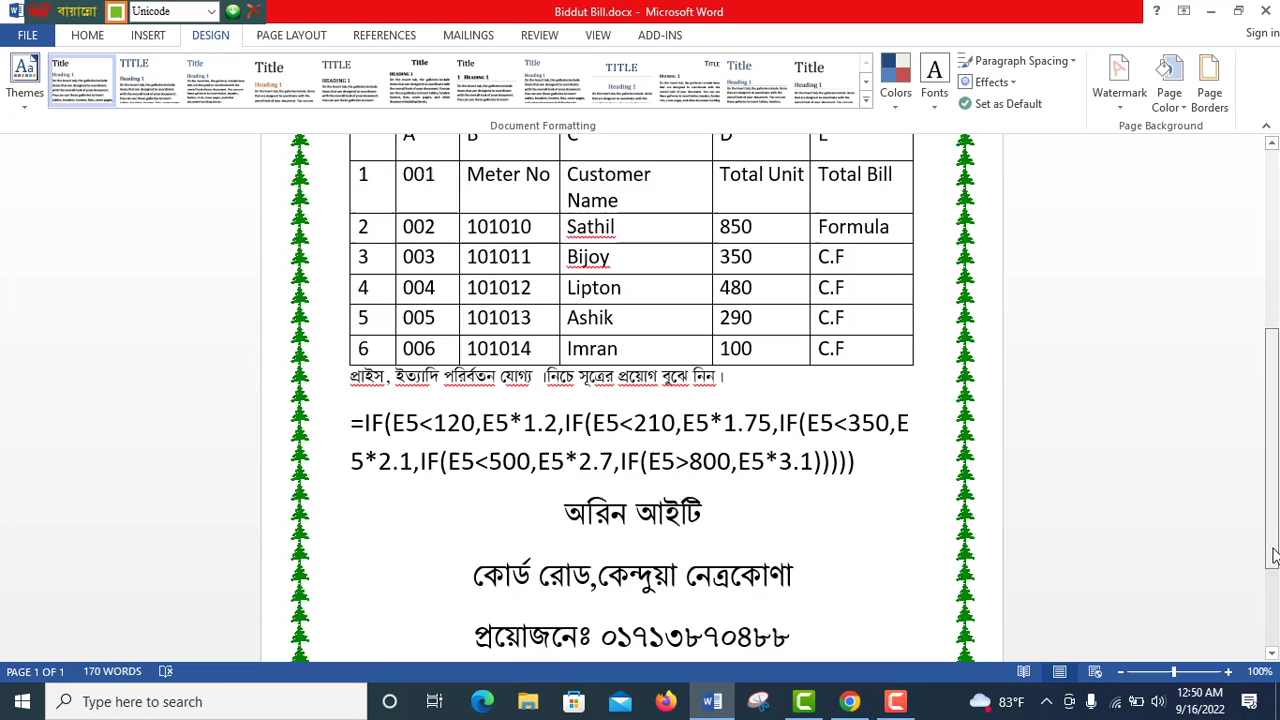 বায়ান্নো Unicode Biddut Bill.docx - Microsoft Word ?
FILE HOME INSERT DESIGN PAGE LAYOUT REFERENCES MAILINGS REVIEW VIEW ADD-INS Sign in
Themes
Colors
Fonts
Paragraph Spacing
Effects
Set as Default
Watermark
Page Color
Page Borders
Document Formatting Page Background
1 001 Meter No Customer Name Total Unit Total Bill
2 002 101010 Sathil 850 Formula
3 003 101011 Bijoy 350 C.F
4 004 101012 Lipton 480 C.F
5 005 101013 Ashik 290 C.F
6 006 101014 Imran 100 C.F
প্রাইস, ইত্যাদি পরির্বতন যোগ্য ।নিচে সূত্রের প্রয়োগ বুঝে নিন।
=IF(E5<120,E5*1.2,IF(E5<210,E5*1.75,IF(E5<350,E
5*2.1,IF(E5<500,E5*2.7,IF(E5>800,E5*3.1)))))
অরিন আইটি
কোর্ড রোড,কেন্দুয়া নেত্রকোণা
প্রয়োজনেঃ ০১৭১৩৮৭০৪৮৮
PAGE 1 OF 1 170 WORDS 100%
Type here to search 83°F 12:50 AM
9/16/2022